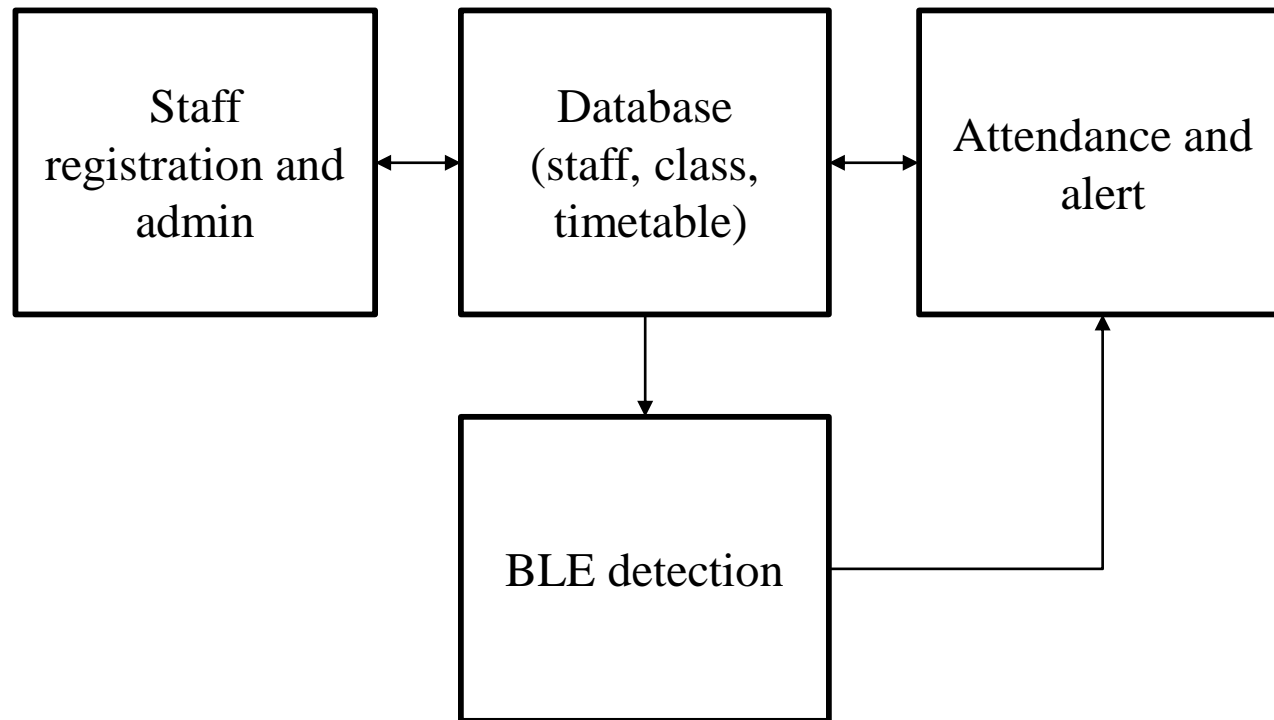 Staff
registration and
admin
Database
(staff, class,
timetable)
Attendance and
alert
BLE detection